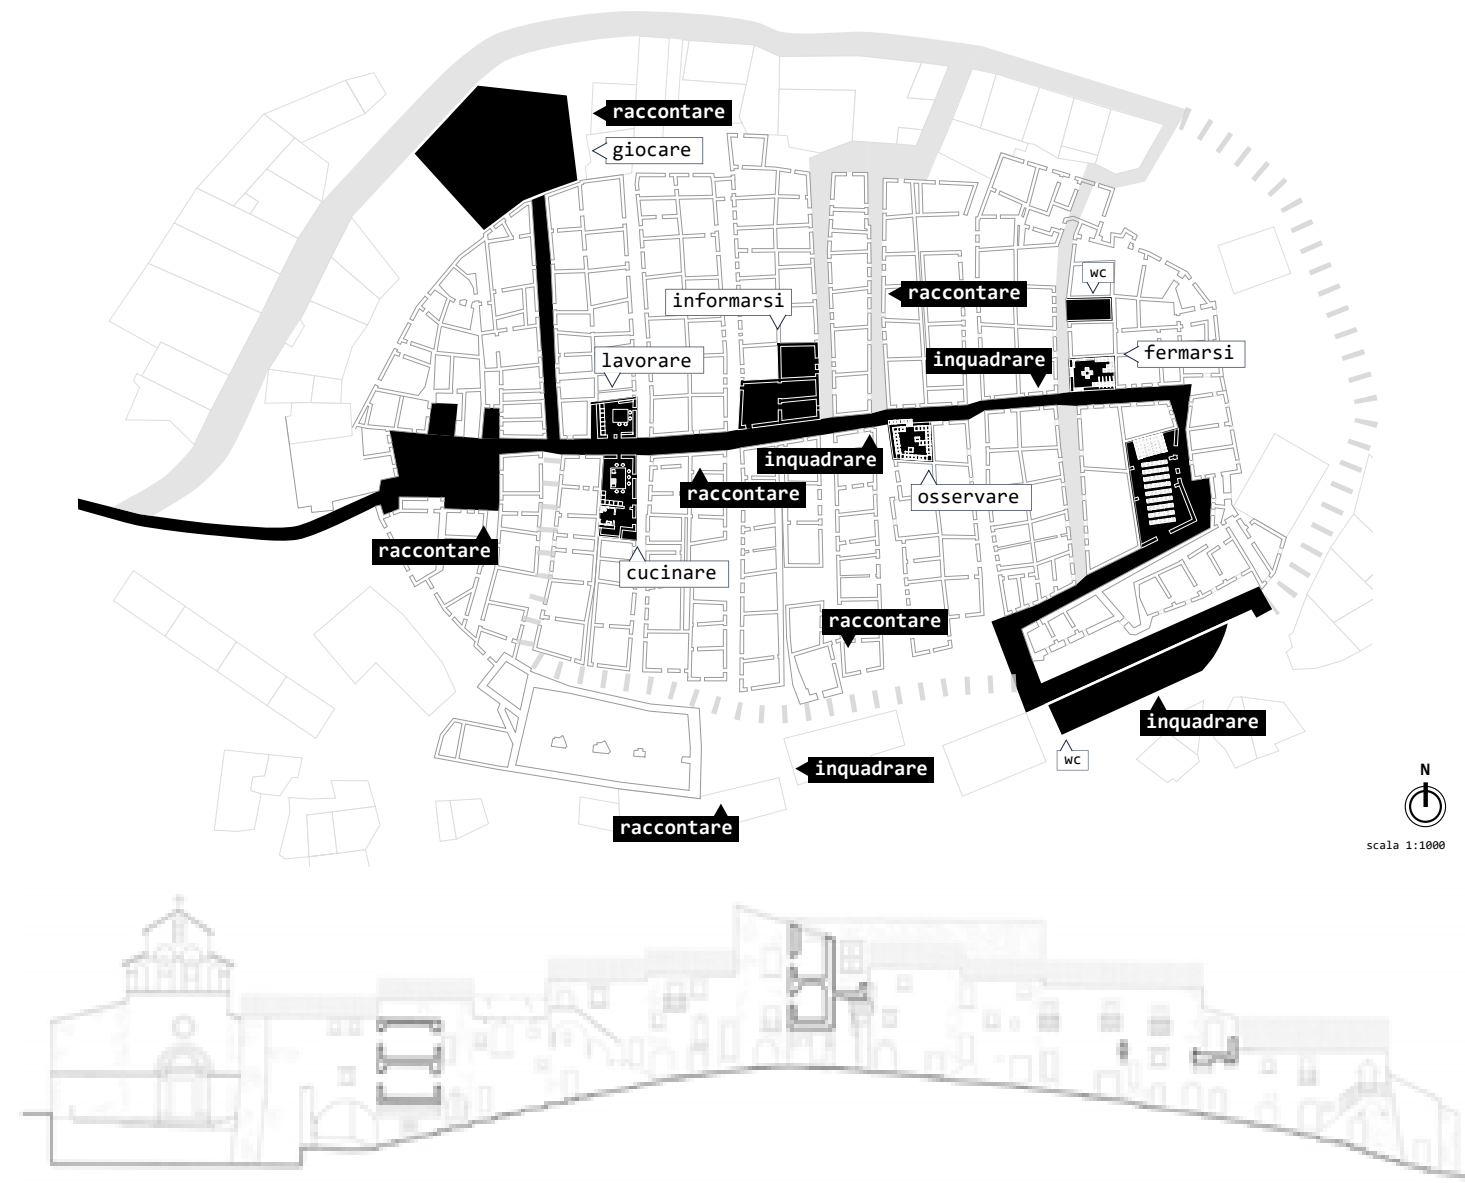 raccontare
giocare
wc
informarsi
raccontare
lavorare
inquadrare
fermarsi
inquadrare
raccontare
osservare
raccontare
cucinare
raccontare
inquadrare
wc
inquadrare
N
raccontare
scala 1:1000